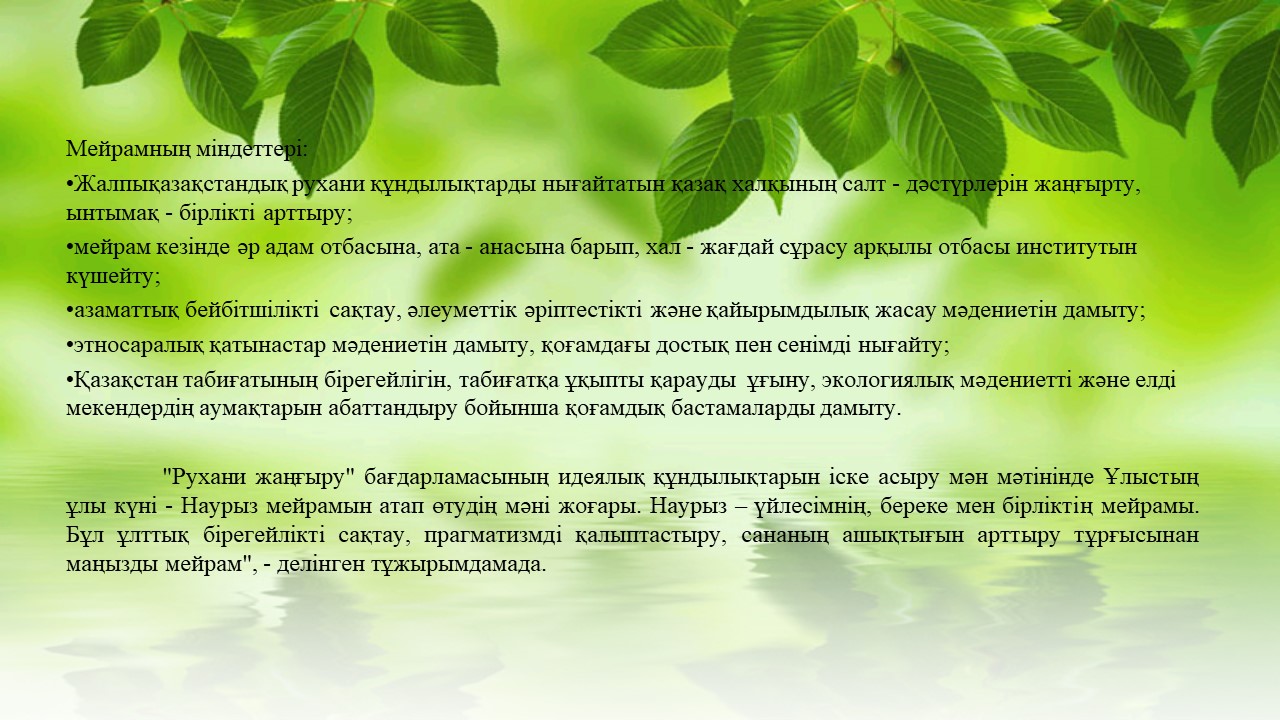 Мейрамның міндеттері:
•Жалпықазақстандық рухани құндылықтарды нығайтатын қазақ халқының салт - дәстүрлерін жаңғырту,
ынтымақ - бірлікті арттыру;
•мейрам кезінде әр адам отбасына, ата - анасына барып, хал - жағдай сұрасу арқылы отбасы институтын
күшейту;
•азаматтық бейбітшілікті сақтау, әлеуметтік әріптестікті және қайырымдылық жасау мәдениетін дамыту;
•этносаралық қатынастар мәдениетін дамыту, қоғамдағы достық пен сенімді нығайту;
•Қазақстан табиғатының бірегейлігін, табиғатқа ұқыпты қарауды ұғыну, экологиялық мәдениетті және елді
мекендердің аумақтарын абаттандыру бойынша қоғамдық бастамаларды дамыту.
"Рухани жаңғыру" бағдарламасының идеялық құндылықтарын іске асыру мән мәтінінде Ұлыстың
ұлы күні - Наурыз мейрамын атап өтудің мәні жоғары. Наурыз – үйлесімнің, береке мен бірліктің мейрамы.
Бұл ұлттық бірегейлікті сақтау, прагматизмді қалыптастыру, сананың ашықтығын арттыру тұрғысынан
маңызды мейрам", - делінген тұжырымдамада.